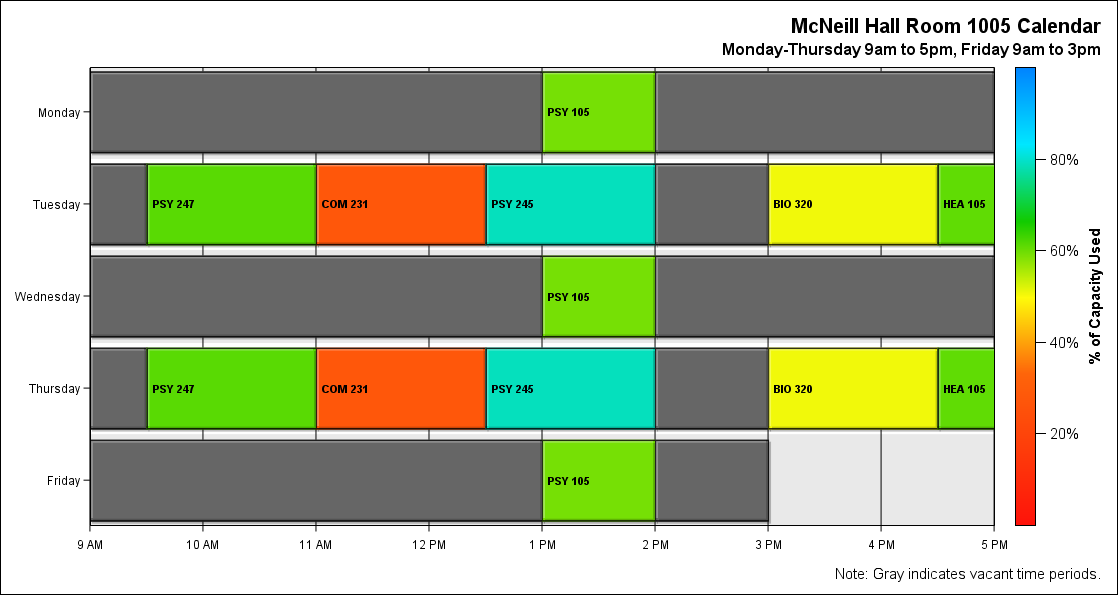 McNeill Hall Room 1005 Calendar
Monday-Thursday 9am to 5pm, Friday 9am to 3pm
Monday
PSY 105
Tuesday
PSY 247 COM 231 PSY 245 BIO 320 HEA 105
Wednesday
PSY 105
Thursday
PSY 247 COM 231 PSY 245 BIO 320 HEA 105
Friday
PSY 105
9 AM 10 AM 11 AM 12 PM 1 PM 2 PM 3 PM 4 PM 5 PM
80%
60%
40%
20%
% of Capacity Used
Note: Gray indicates vacant time periods.